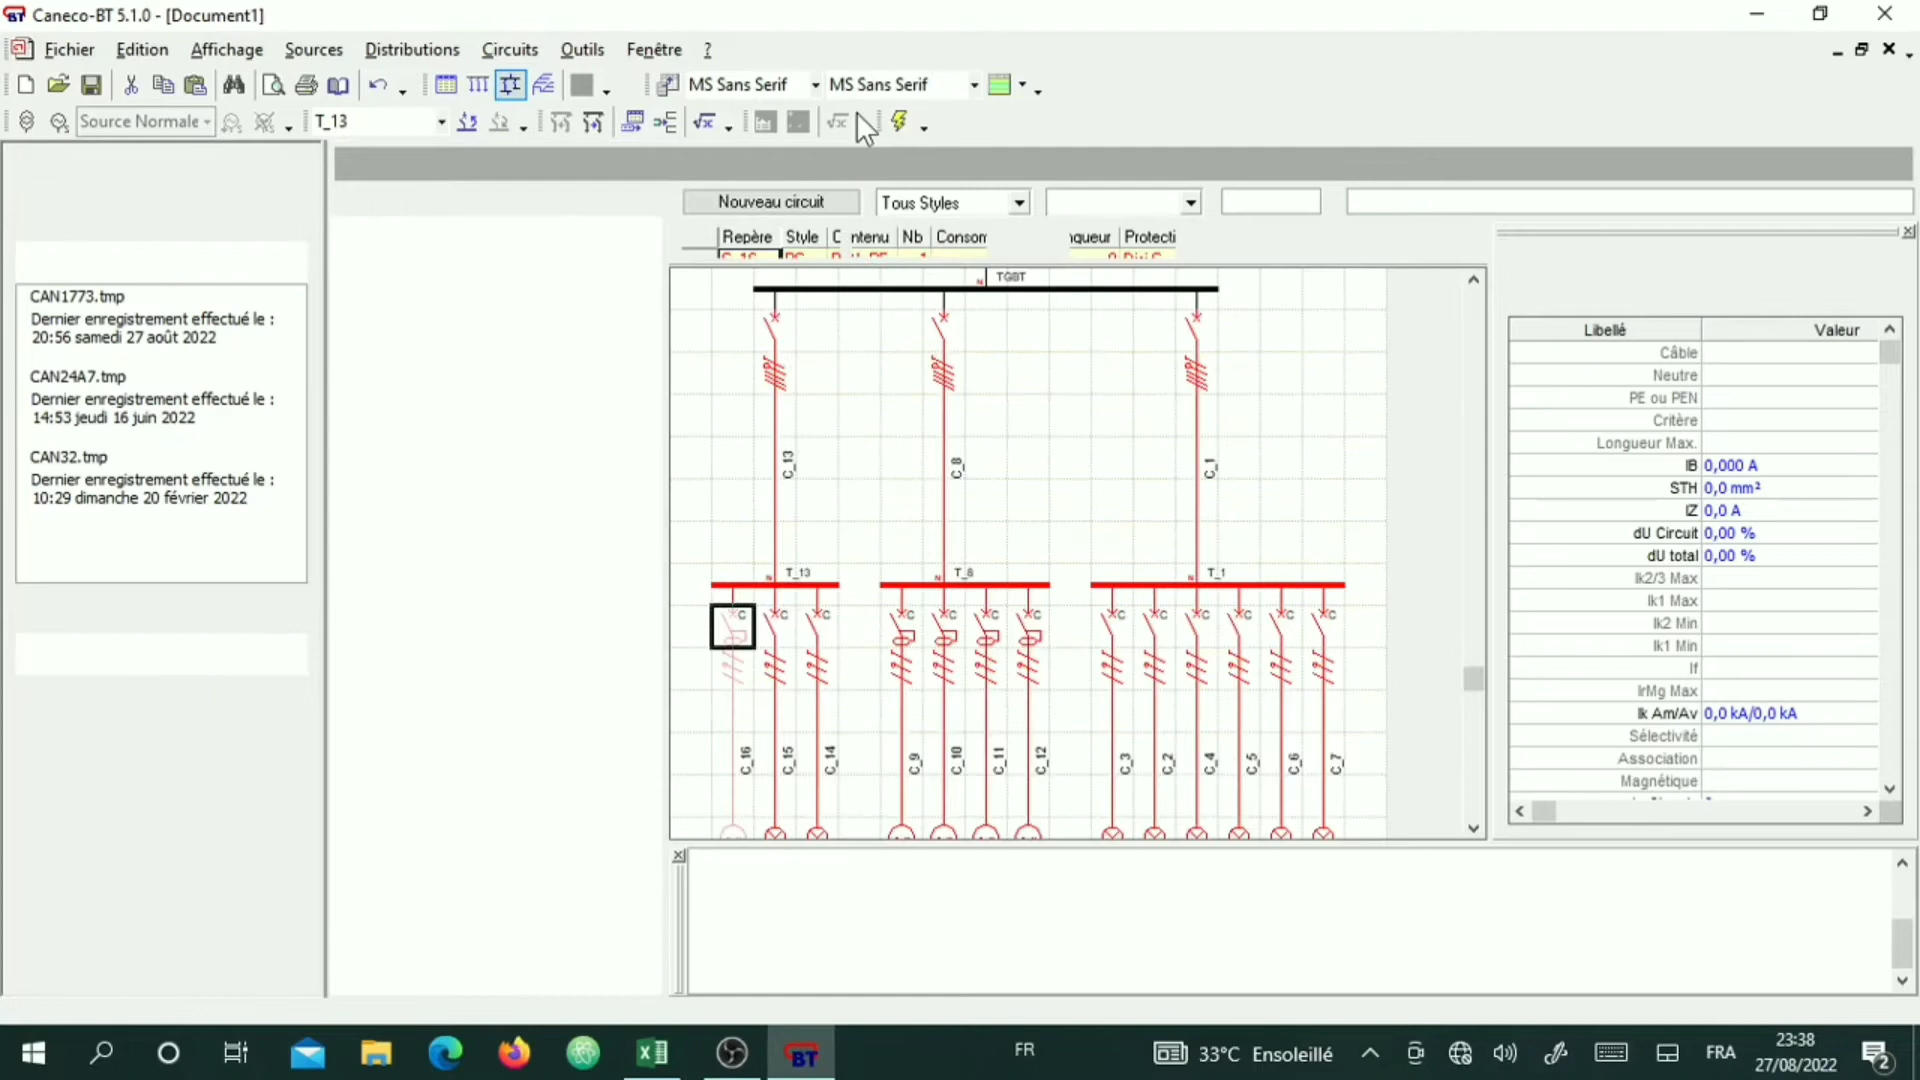 Caneco-BT 5.1.0 - [Document1]
Fichier Edition Affichage Sources Distributions Circuits Outils Fenêtre ?
MS Sans Serif MS Sans Serif
Source Normale T_13
Nouveau circuit Tous Styles
Repère Style C ntenu Nb Conson ngueur Protecti
CAN1773.tmp
Dernier enregistrement effectué le :
20:56 samedi 27 août 2022
CAN24A7.tmp
Dernier enregistrement effectué le :
14:53 jeudi 16 juin 2022
CAN32.tmp
Dernier enregistrement effectué le :
10:29 dimanche 20 février 2022
N TGBT
C_13 C_8 C_1
N T_13 N T_8 N T_1
C C C C C C C C C C C C C
C_16 C_15 C_14 C_9 C_10 C_11 C_12 C_3 C_2 C_4 C_5 C_6 C_7
Libellé Valeur
Câble
Neutre
PE ou PEN
Critère
Longueur Max.
IB 0,000 A
STH 0,0 mm²
IZ 0,0 A
dU Circuit 0,00 %
dU total 0,00 %
Ik2/3 Max
Ik1 Max
Ik2 Min
Ik1 Min
If
IrMg Max
Ik Am/Av 0,0 kA/0,0 kA
Sélectivité
Association
Magnétique
FR 33°C Ensoleillé FRA 23:38
27/08/2022 2